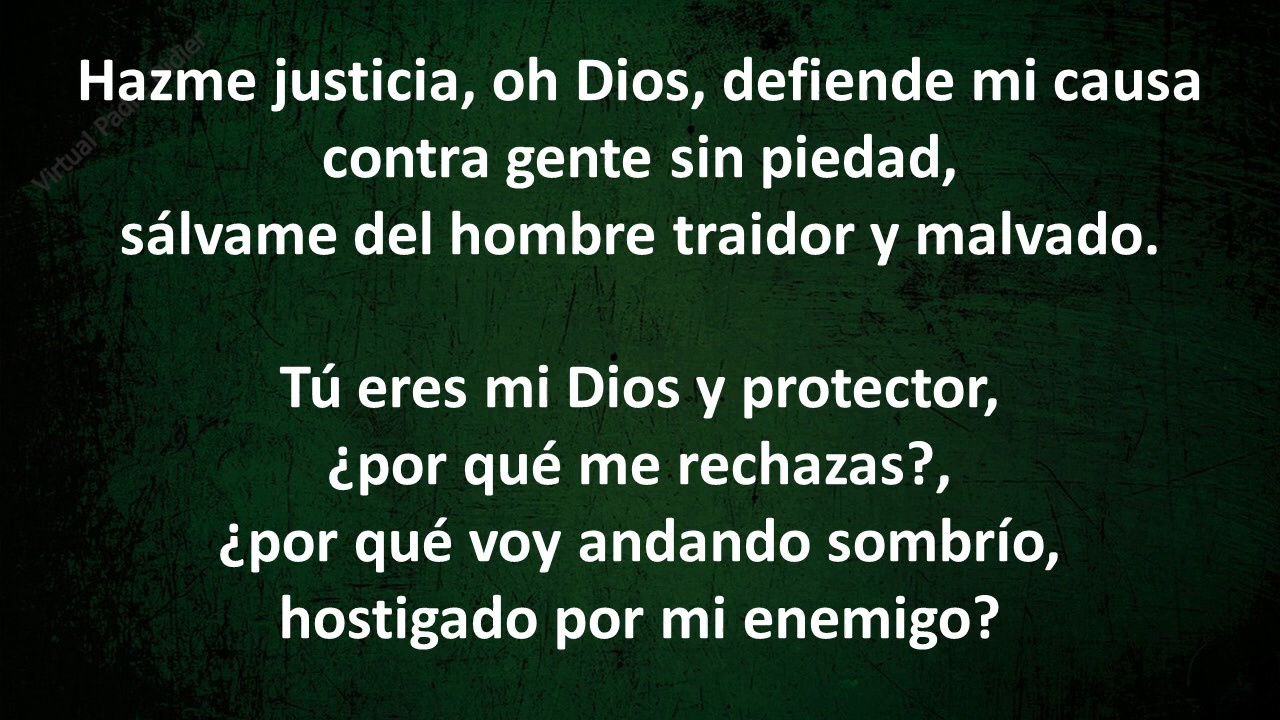 Hazme justicia, oh Dios, defiende mi causa
contra gente sin piedad,
sálvame del hombre traidor y malvado.
Tú eres mi Dios y protector,
¿por qué me rechazas?,
¿por qué voy andando sombrío,
hostigado por mi enemigo?